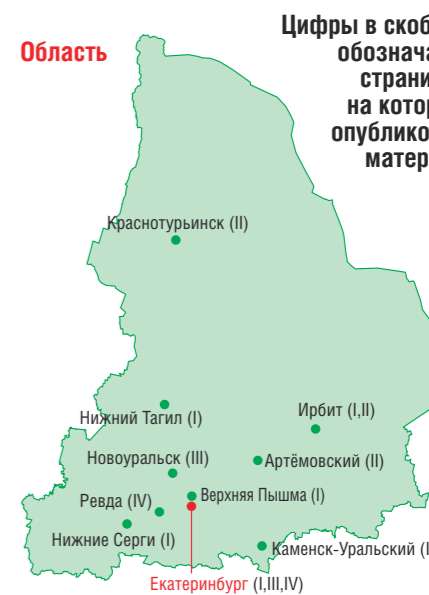 Область
Цифры в скоб
обознача
страни
на котор
опублико
матер
Краснотурьинск (II)
Нижний Тагил (I)
Ирбит (I,II)
Новоуральск (III)
Артёмовский (II)
Ревда (IV)
Верхняя Пышма (I)
Нижние Серги (I)
Каменск-Уральский (I
Екатеринбург (I,III,IV)